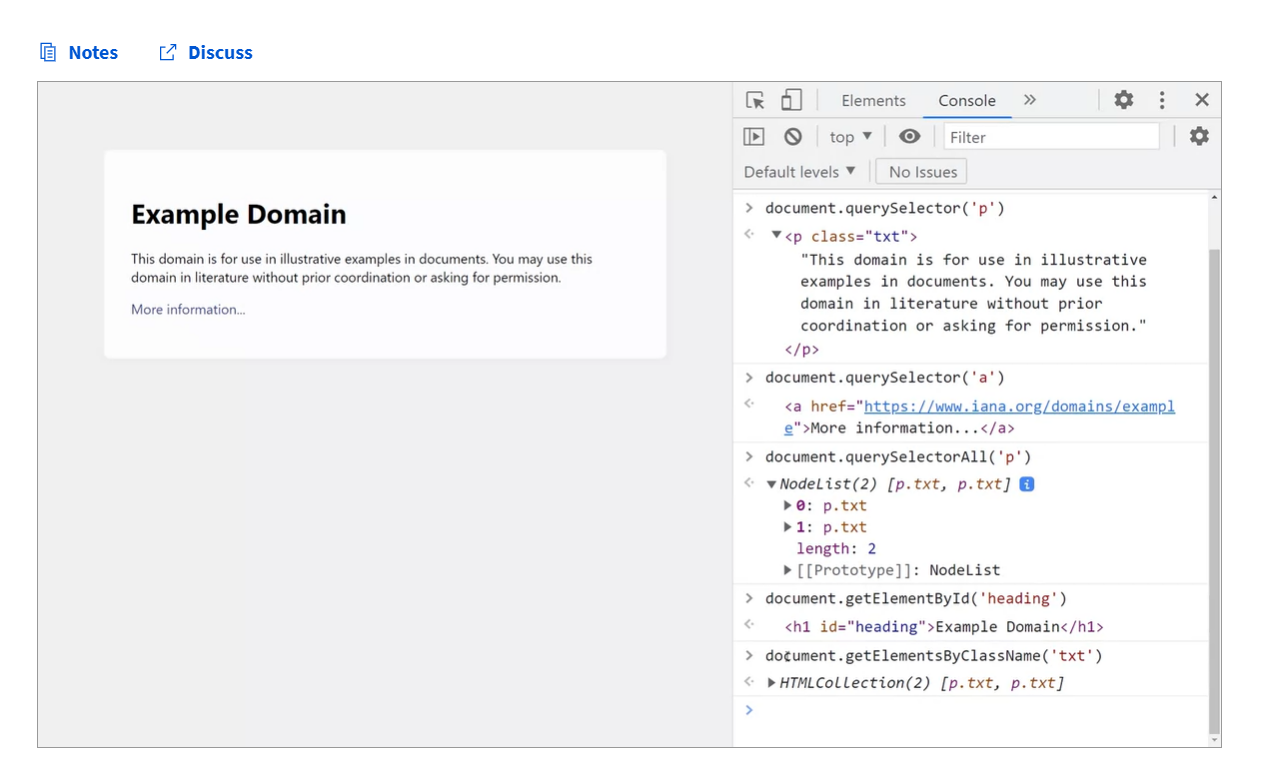 Notes Discuss
Elements Console »
top ▼ Filter
Default levels ▼ No Issues
Example Domain
This domain is for use in illustrative examples in documents. You may use this
domain in literature without prior coordination or asking for permission.
More information...
> document.querySelector('p')
<p class="txt">
"This domain is for use in illustrative
examples in documents. You may use this
domain in literature without prior
coordination or asking for permission."
</p>
> document.querySelector('a')
<a href="https://www.iana.org/domains/exampl
e">More information...</a>
> document.querySelectorAll('p')
NodeList(2) [p.txt, p.txt] i
0: p.txt
1: p.txt
length: 2
[[Prototype]]: NodeList
> document.getElementById('heading')
<h1 id="heading">Example Domain</h1>
> document.getElementsByClassName('txt')
HTMLCollection(2) [p.txt, p.txt]
>